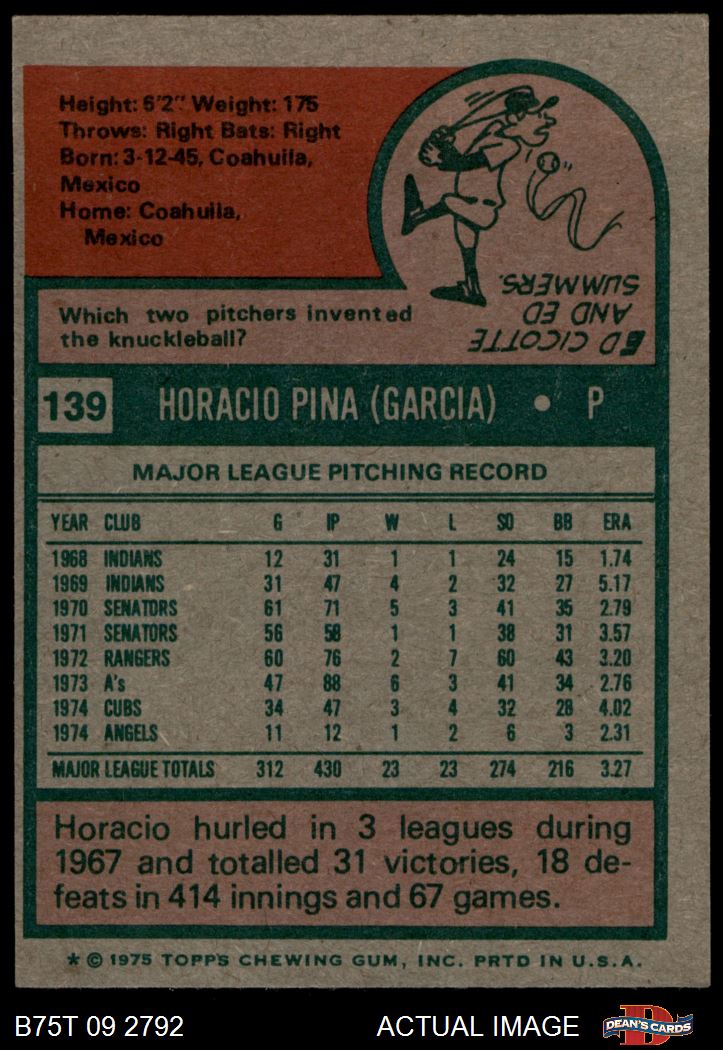 Height: 6'2" Weight: 175
Throws: Right Bats: Right
Born: 3-12-45, Coahuila,
Mexico
Home: Coahuila,
Mexico
Which two pitchers invented
the knuckleball?
ED CICOTTE
AND ED
SUMMERS.
139 HORACIO PINA (GARCIA) • P
MAJOR LEAGUE PITCHING RECORD
YEAR CLUB G IP W L SO BB ERA
1968 INDIANS 12 31 1 1 24 15 1.74
1969 INDIANS 31 47 4 2 32 27 5.17
1970 SENATORS 61 71 5 3 41 35 2.79
1971 SENATORS 56 58 1 1 38 31 3.57
1972 RANGERS 60 76 2 7 60 43 3.20
1973 A's 47 88 6 3 41 34 2.76
1974 CUBS 34 47 3 4 32 28 4.02
1974 ANGELS 11 12 1 2 6 3 2.31
MAJOR LEAGUE TOTALS 312 430 23 23 274 216 3.27
Horacio hurled in 3 leagues during
1967 and totalled 31 victories, 18 de-
feats in 414 innings and 67 games.
* © 1975 TOPPS CHEWING GUM, INC. PRTD IN U.S.A.
B75T 09 2792 ACTUAL IMAGE D DEAN'S CARDS